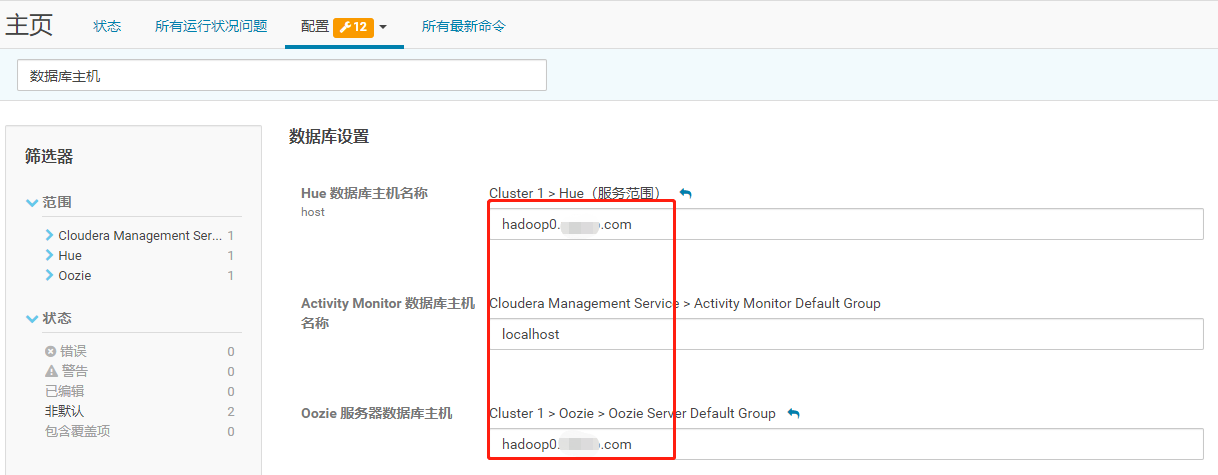 主页 状态 所有运行状况问题 配置 12 所有最新命令
数据库主机
筛选器
范围
Cloudera Management Ser... 1
Hue 1
Oozie 1
状态
错误 0
警告 0
已编辑 0
非默认 2
包含覆盖项 0
数据库设置
Hue 数据库主机名称
host
Cluster 1 > Hue（服务范围）
hadoop0. .com
Activity Monitor 数据库主机
名称
Cloudera Management Service > Activity Monitor Default Group
localhost
Oozie 服务器数据库主机
Cluster 1 > Oozie > Oozie Server Default Group
hadoop0. .com